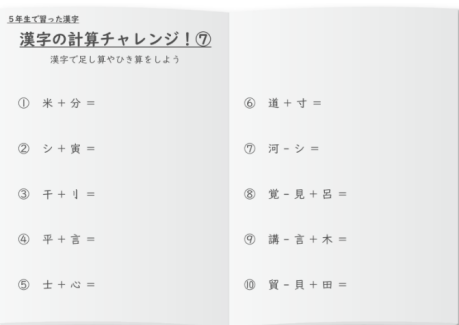 5年生で習った漢字
漢字の計算チャレンジ！⑦
漢字で足し算やひき算をしよう
① 米 + 分 =
② シ + 寅 =
③ 干 + 刂 =
④ 平 + 言 =
⑤ 士 + 心 =
⑥ 道 + 寸 =
⑦ 河 - シ =
⑧ 覚 - 見 + 呂 =
⑨ 講 - 言 + 木 =
⑩ 貿 - 貝 + 田 =